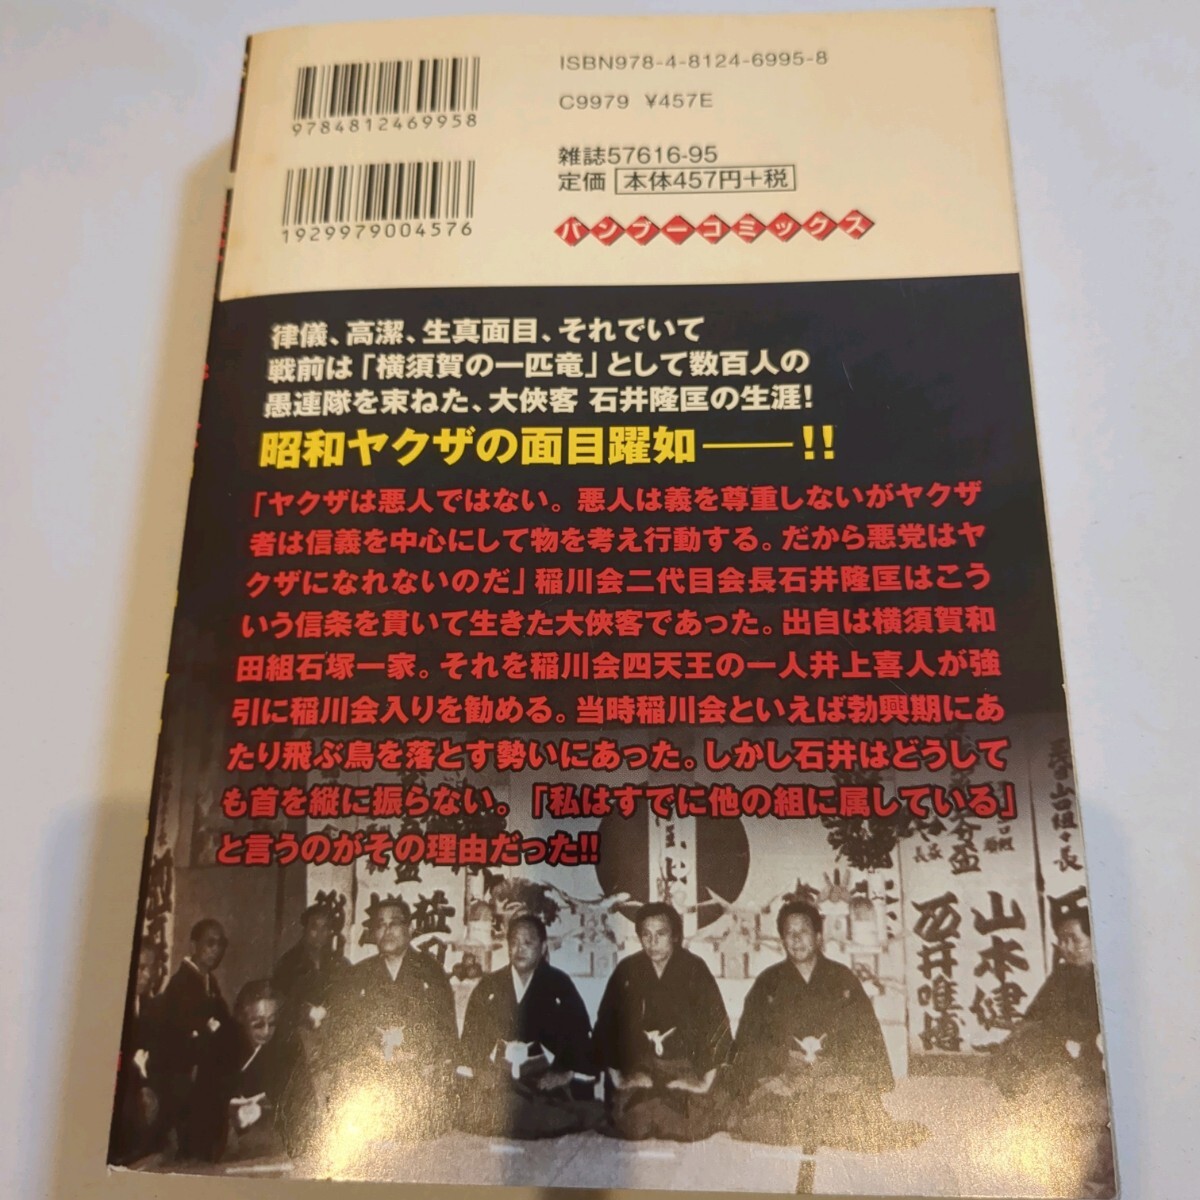 ISBN978-4-8124-6995-8
9784812469958
C9979 ¥457E
雑誌57616-95
定価 本体457円+税
1929979004576
バンブーコミックス
律儀、高潔、生真面目、それでいて
戦前は「横須賀の一匹竜」として数百人の
愚連隊を束ねた、大俠客 石井隆匡の生涯!
昭和ヤクザの面目躍如――!!
「ヤクザは悪人ではない。悪人は義を尊重しないがヤクザ
者は信義を中心にして物を考え行動する。だから悪党はヤ
クザになれないのだ」稲川会二代目会長石井隆匡はこう
いう信条を貫いて生きた大俠客であった。出自は横須賀和
田組石塚一家。それを稲川会四天王の一人井上喜人が強
引に稲川会入りを勧める。当時稲川会といえば勃興期にあ
たり飛ぶ鳥を落とす勢いにあった。しかし石井はどうして
も首を縦に振らない。「私はすでに他の組に属している」
と言うのがその理由だった!!
山本健
石井唯博